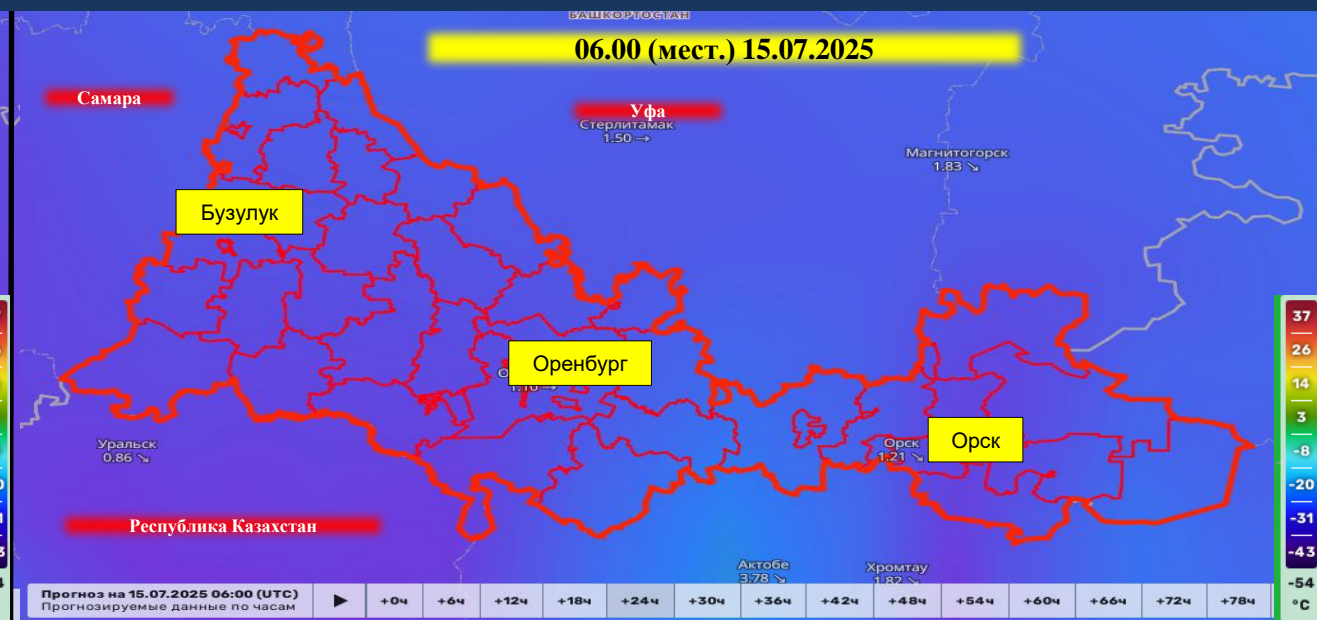 БАШКОРТОСТАН
06.00 (мест.) 15.07.2025
Самара
Уфа
Стерлитамак
1.50 →
Магнитогорск
1.83 ↘
Бузулук
Оренбург
1.10 →
Орск
Орск
1.21 ↘
Уральск
0.86 ↘
Республика Казахстан
Актобе
3.78 ↘
Хромтау
1.82 ↘
37
26
14
3
-8
-20
-31
-43
-54
°C
Прогноз на 15.07.2025 06:00 (UTC)
Прогнозируемые данные по часам
+0ч +6ч +12ч +18ч +24ч +30ч +36ч +42ч +48ч +54ч +60ч +66ч +72ч +78ч